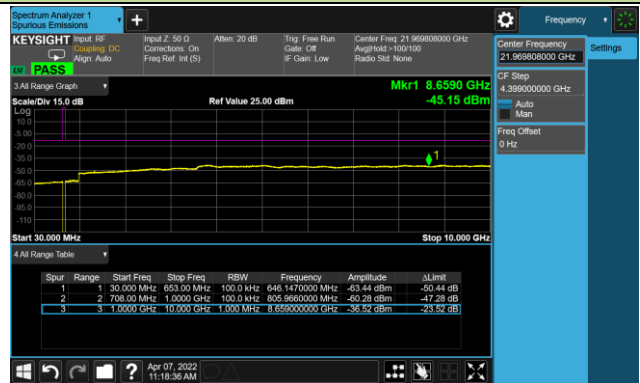 Spectrum Analyzer 1
Spurious Emissions
Frequency
KEYSIGHT Input: RF
Coupling: DC
Align: Auto
Input Z: 50 Ω
Corrections: On
Freq Ref: Int (S)
Atten: 20 dB
Trig: Free Run
Gate: Off
IF Gain: Low
Center Freq: 21.969808000 GHz
Avg|Hold:>100/100
Radio Std: None
PASS
Center Frequency
21.969808000 GHz
Settings
CF Step
4.399000000 GHz
Auto
Man
Freq Offset
0 Hz
3 All Range Graph
Mkr1 8.6590 GHz
Scale/Div 15.0 dB
Ref Value 25.00 dBm
-45.15 dBm
Log
10.0
-5.00
-20.0
-35.0
-50.0
-65.0
-80.0
-95.0
-110
1
Start 30.000 MHz
Stop 10.000 GHz
4 All Range Table
Spur Range Start Freq Stop Freq RBW Frequency Amplitude ΔLimit
1 1 30.000 MHz 653.00 MHz 100.0 kHz 646.1470000 MHz -63.44 dBm -50.44 dB
2 2 708.00 MHz 1.0000 GHz 100.0 kHz 805.9660000 MHz -60.28 dBm -47.28 dB
3 3 1.0000 GHz 10.000 GHz 1.000 MHz 8.659000000 GHz -36.52 dBm -23.52 dB
?
Apr 07, 2022
11:18:36 AM